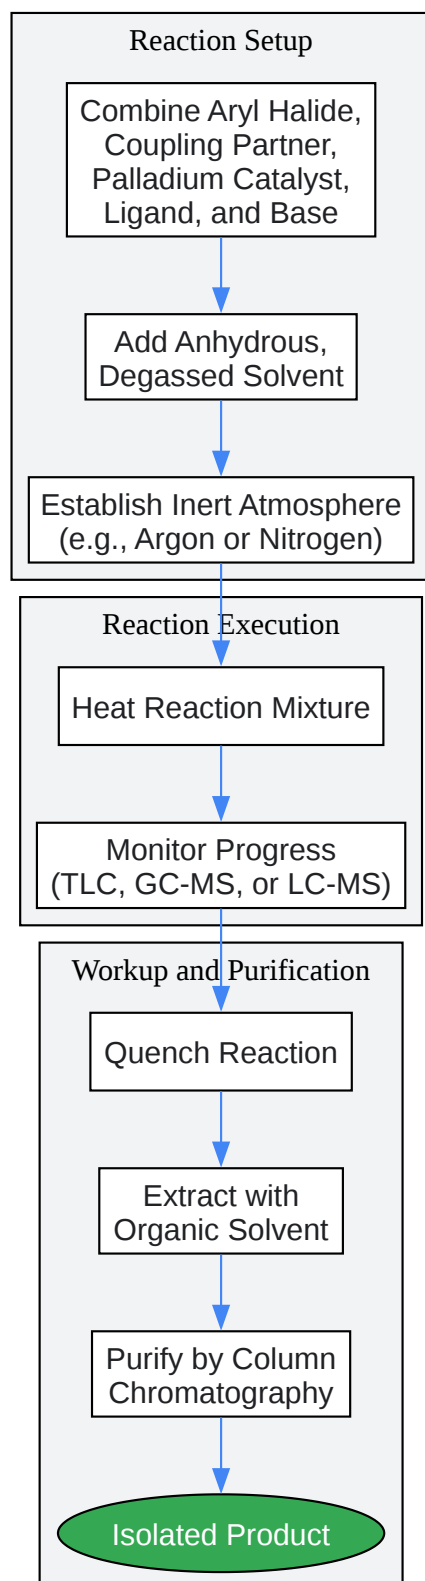 Reaction Setup
Combine Aryl Halide,
Coupling Partner,
Palladium Catalyst,
Ligand, and Base
Add Anhydrous,
Degassed Solvent
Establish Inert Atmosphere
(e.g., Argon or Nitrogen)
Reaction Execution
Heat Reaction Mixture
Monitor Progress
(TLC, GC-MS, or LC-MS)
Workup and Purification
Quench Reaction
Extract with
Organic Solvent
Purify by Column
Chromatography
Isolated Product